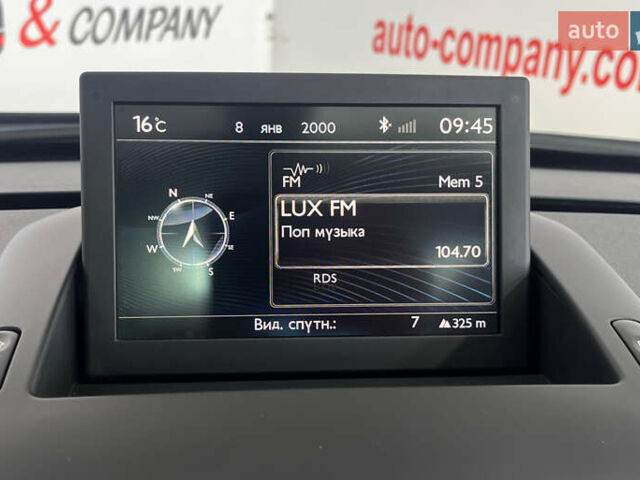 & COMPANY
auto-company.com
auto
16°C 8 янв 2000 09:45
FM Mem 5
LUX FM
Поп музыка
104.70
RDS
N
NE
E
SE
S
SW
W
NW
Вид. спутн.: 7 325 m